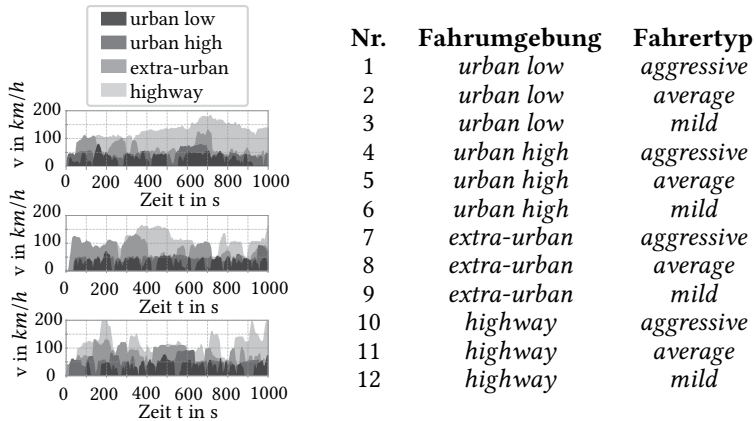 urban low
urban high
extra-urban
highway
v in km/h
200
100
0
0 200 400 600 800 1000
Zeit t in s
v in km/h
200
100
0
0 200 400 600 800 1000
Zeit t in s
v in km/h
200
100
0
0 200 400 600 800 1000
Zeit t in s
Nr. Fahrumgebung Fahrertyp
1 urban low aggressive
2 urban low average
3 urban low mild
4 urban high aggressive
5 urban high average
6 urban high mild
7 extra-urban aggressive
8 extra-urban average
9 extra-urban mild
10 highway aggressive
11 highway average
12 highway mild